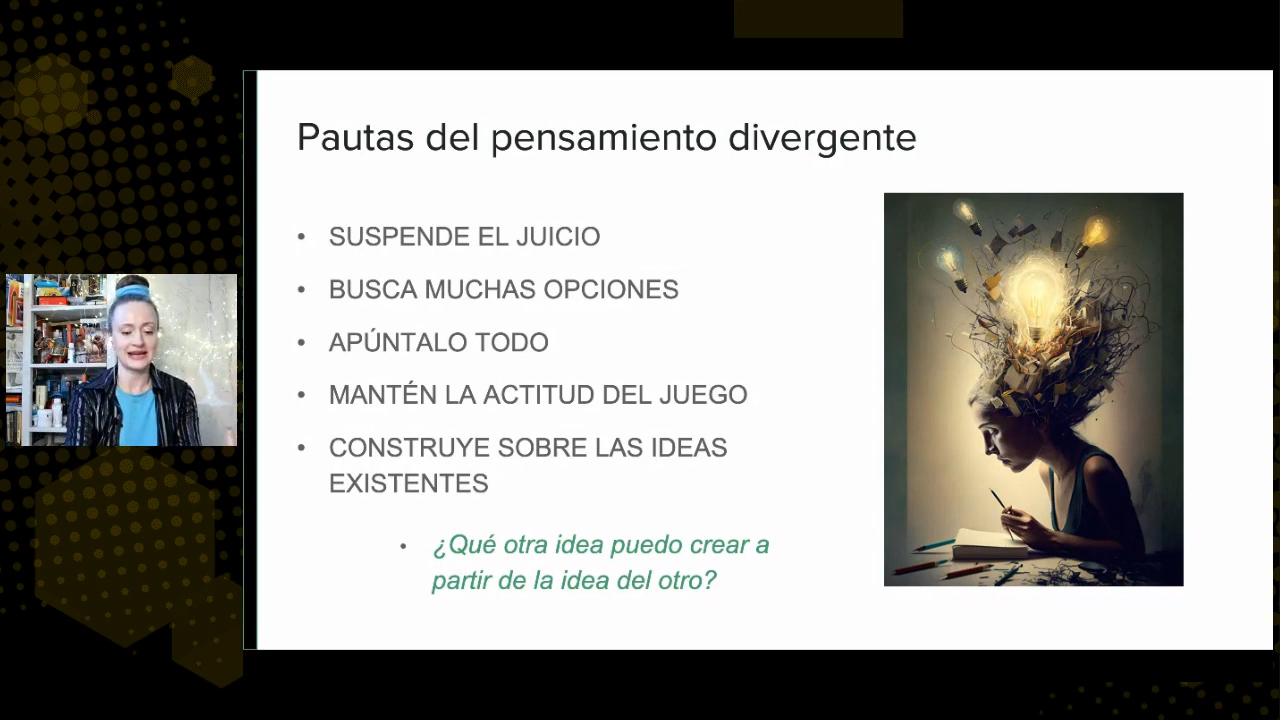 Pautas del pensamiento divergente
• SUSPENDE EL JUICIO
• BUSCA MUCHAS OPCIONES
• APÚNTALO TODO
• MANTÉN LA ACTITUD DEL JUEGO
• CONSTRUYE SOBRE LAS IDEAS
EXISTENTES
• ¿Qué otra idea puedo crear a
partir de la idea del otro?